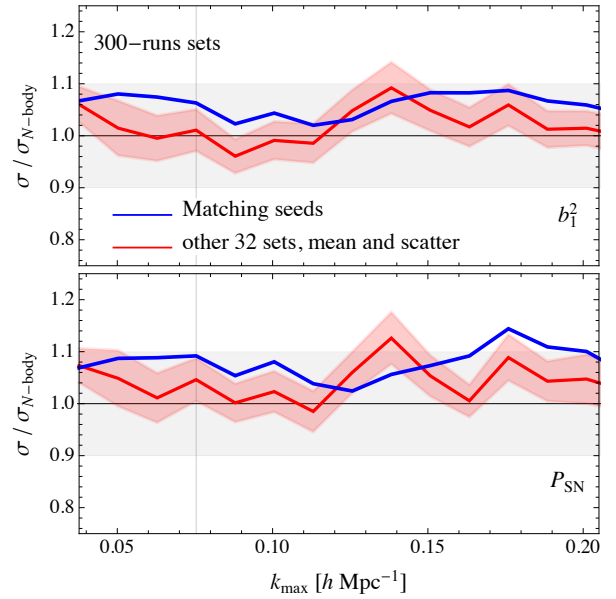 300−runs sets
1.2
1.1
1.0
0.9
0.8
σ / σN−body
Matching seeds
other 32 sets, mean and scatter
b₁²
1.2
1.1
1.0
0.9
0.8
σ / σN−body
PSN
0.05 0.10 0.15 0.20
kmax [h Mpc⁻¹]